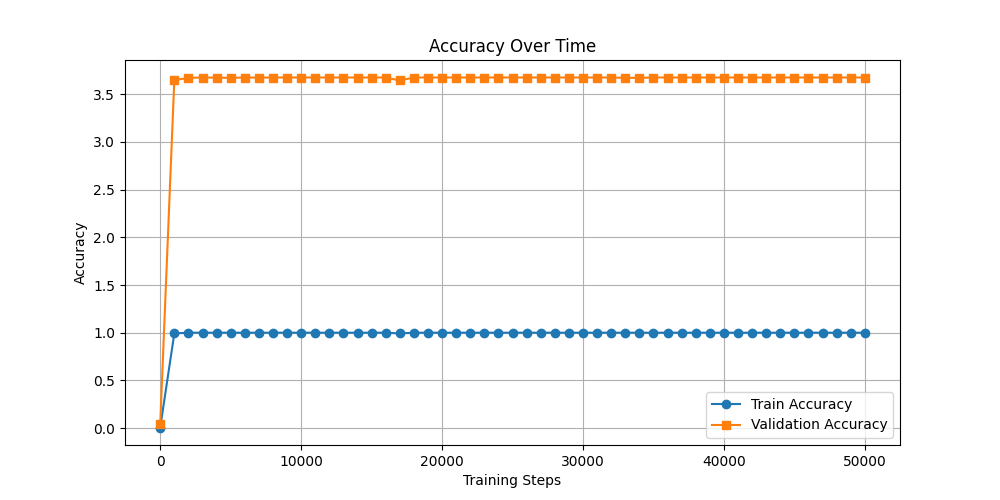 Accuracy Over Time
Accuracy
3.5
3.0
2.5
2.0
1.5
1.0
0.5
0.0
0 10000 20000 30000 40000 50000
Training Steps
Train Accuracy
Validation Accuracy